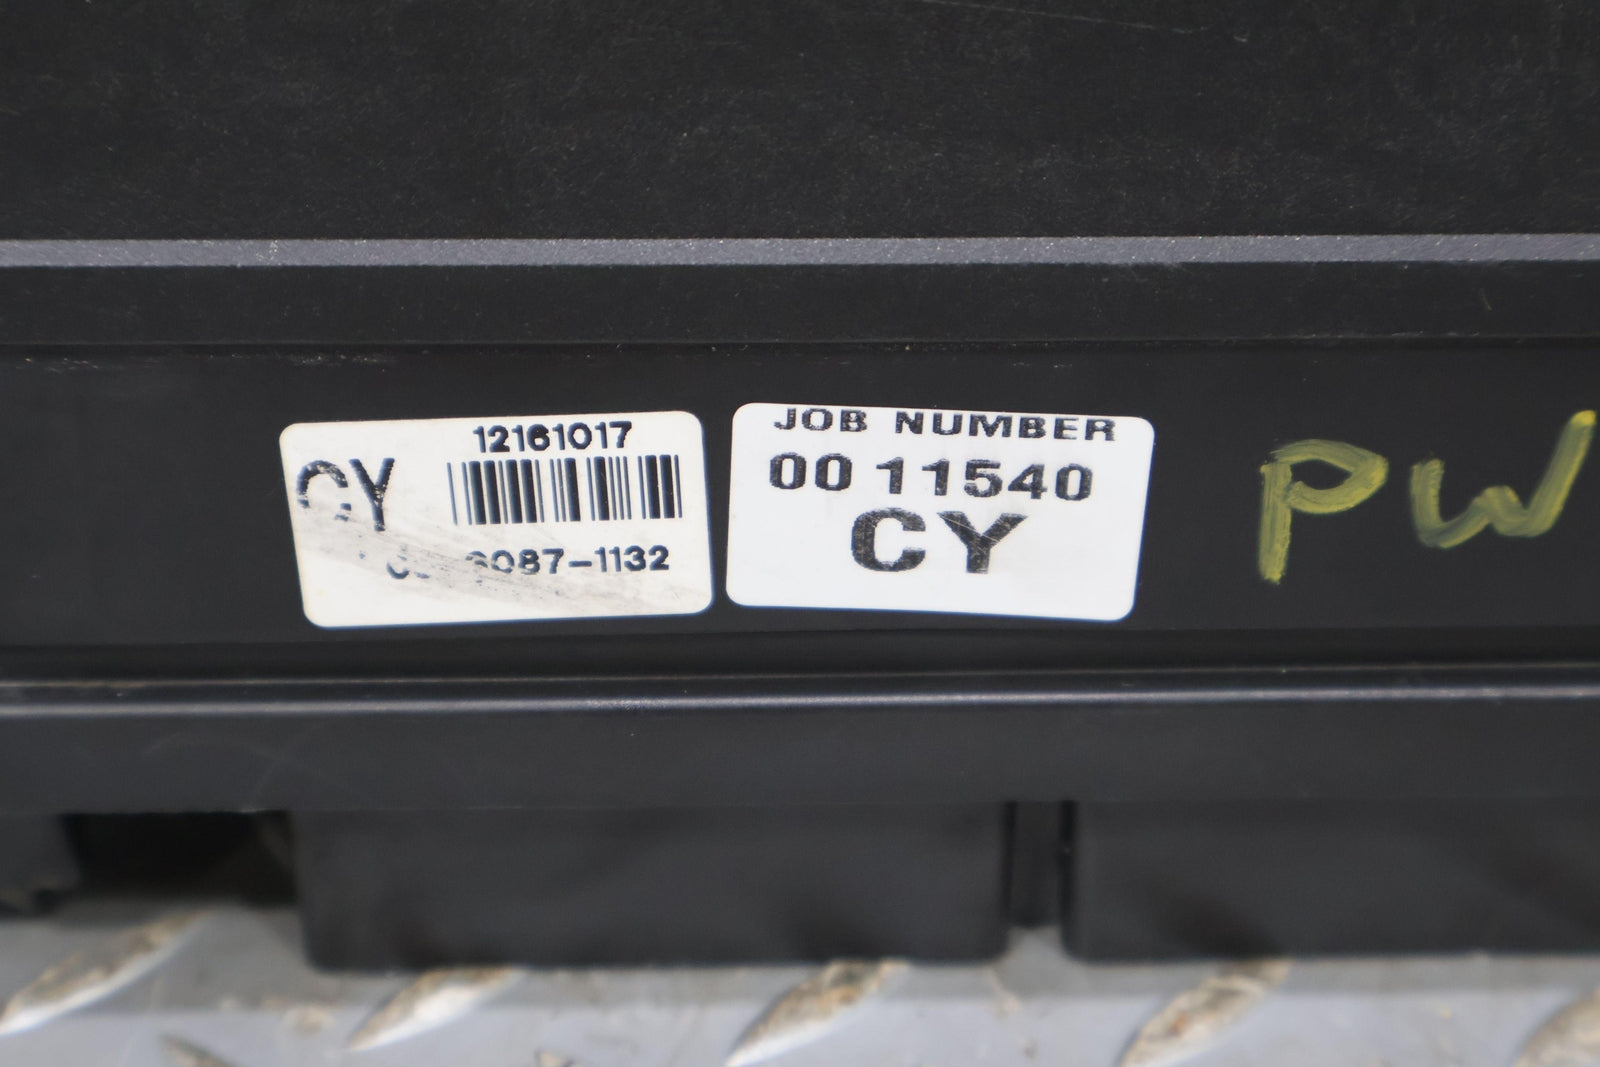 12161017
CY
6087-1132
JOB NUMBER
00 11540
CY
PW